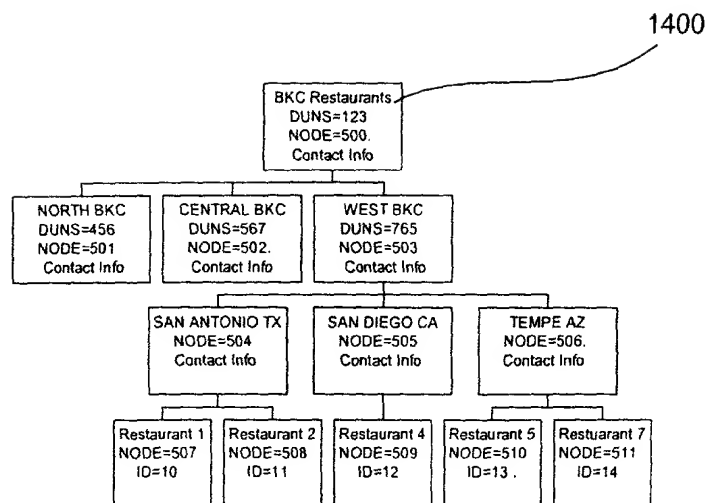 1400
BKC Restaurants
DUNS=123
NODE=500.
Contact Info
NORTH BKC
DUNS=456
NODE=501
Contact Info
CENTRAL BKC
DUNS=567
NODE=502.
Contact Info
WEST BKC
DUNS=765
NODE=503
Contact Info
SAN ANTONIO TX
NODE=504
Contact Info
SAN DIEGO CA
NODE=505
Contact Info
TEMPE AZ
NODE=506.
Contact Info
Restaurant 1
NODE=507
ID=10
Restaurant 2
NODE=508
ID=11
Restaurant 4
NODE=509
ID=12
Restaurant 5
NODE=510
ID=13 .
Restuarant 7
NODE=511
ID=14